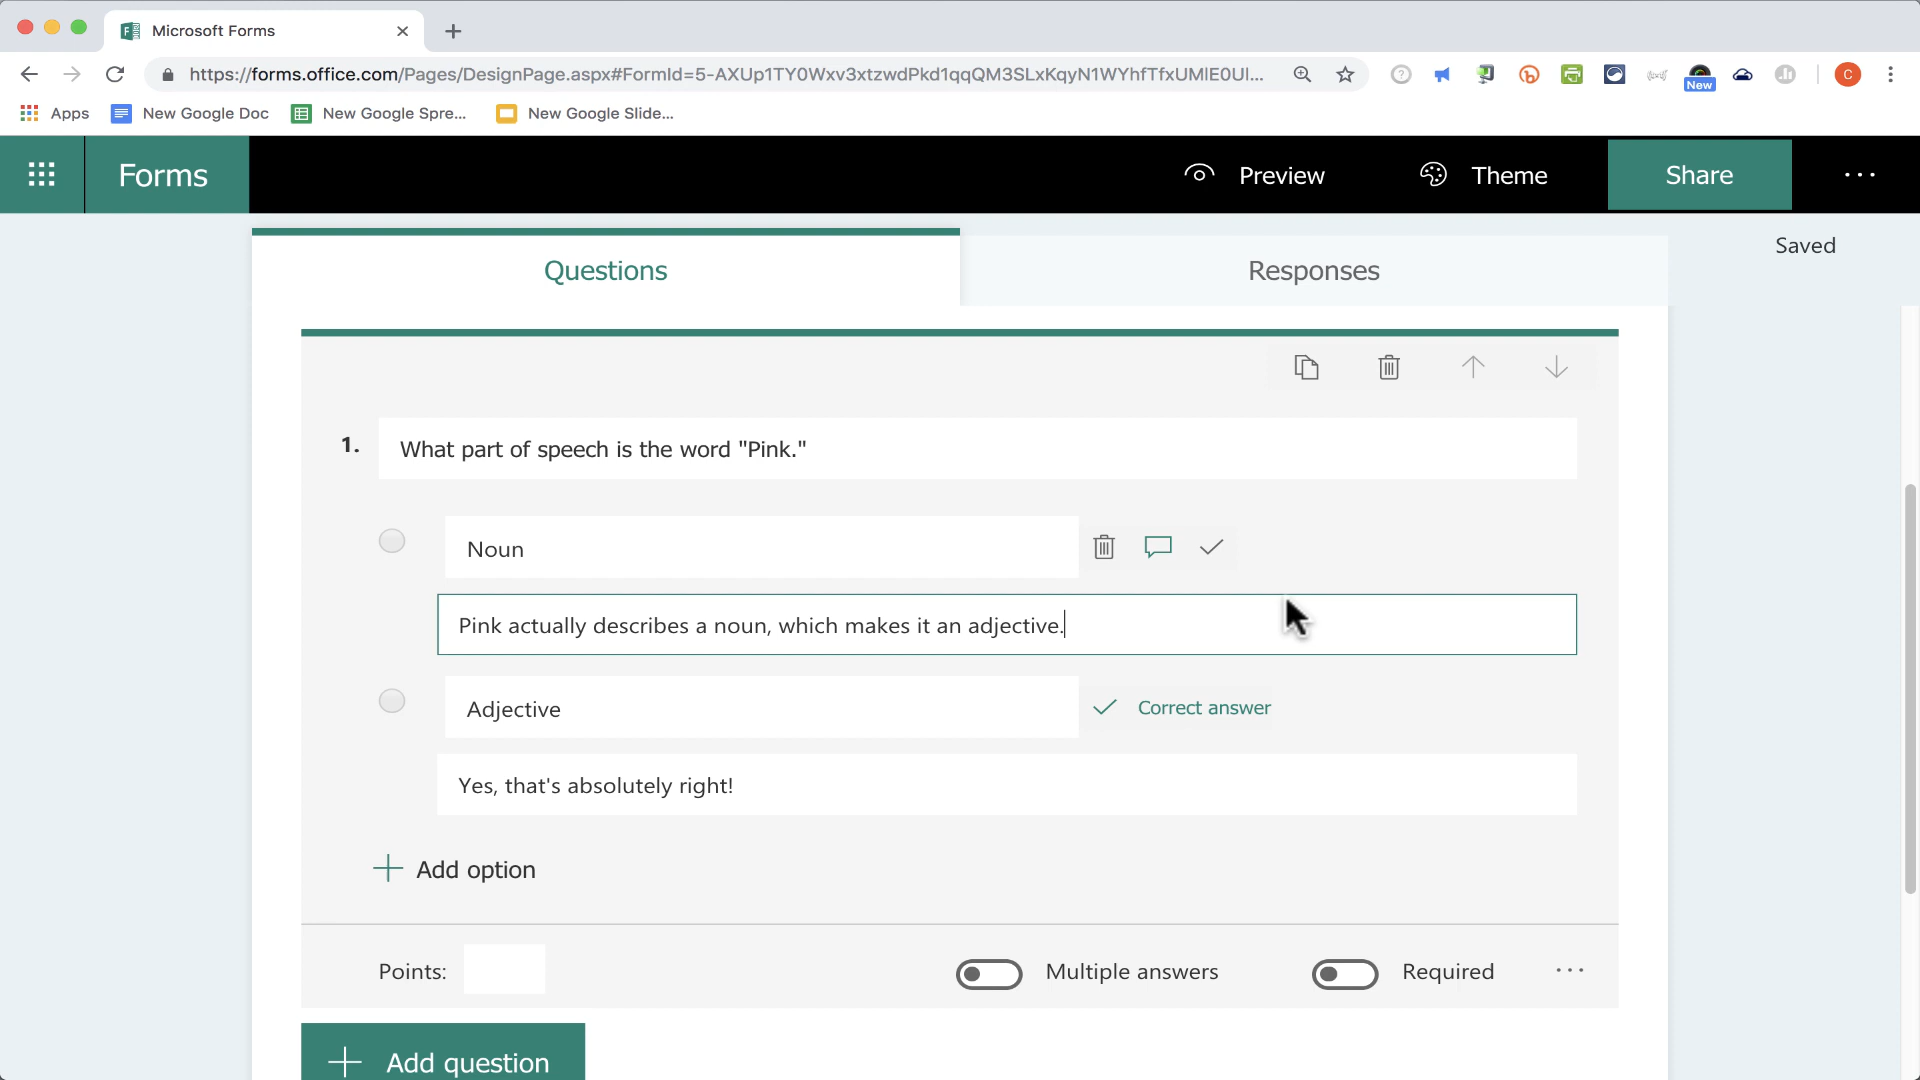 Microsoft Forms
https://forms.office.com/Pages/DesignPage.aspx#FormId=5-AXUp1TY0Wxv3xtzwdPkd1qqQM3SLxKqyN1WYhfTfxUMlE0Ul...
New
C
Apps
New Google Doc
New Google Spre...
New Google Slide...
Forms
Preview
Theme
Share
Questions
Responses
Saved
1.
What part of speech is the word "Pink."
Noun
Pink actually describes a noun, which makes it an adjective.
Adjective
Correct answer
Yes, that's absolutely right!
Add option
Points:
Multiple answers
Required
Add question